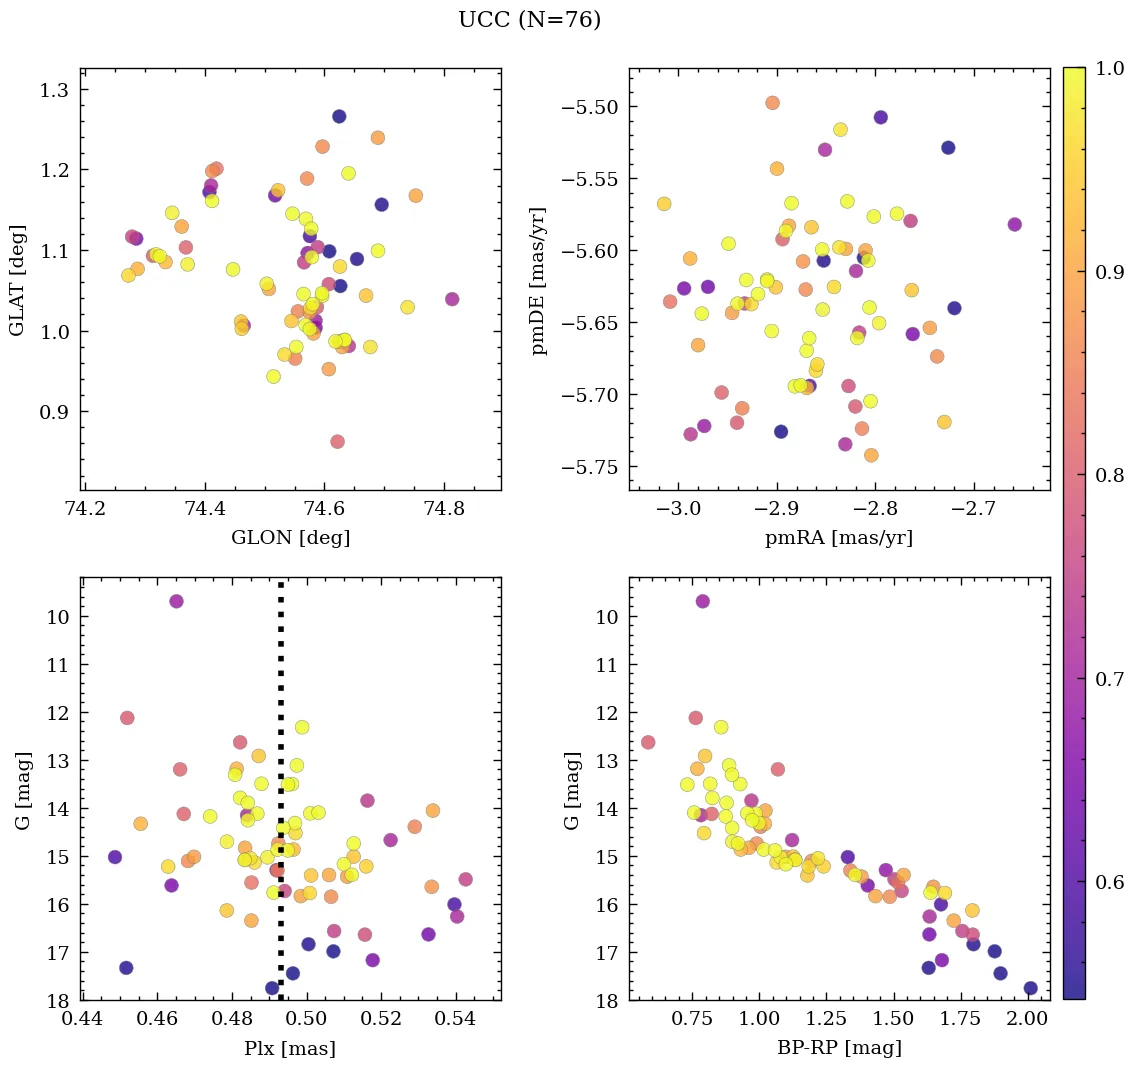 UCC (N=76)
1.3
1.2
1.1
1.0
0.9
GLAT [deg]
74.2 74.4 74.6 74.8
GLON [deg]
−5.50
−5.55
−5.60
−5.65
−5.70
−5.75
pmDE [mas/yr]
−3.0 −2.9 −2.8 −2.7
pmRA [mas/yr]
10
11
12
13
14
15
16
17
18
G [mag]
0.44 0.46 0.48 0.50 0.52 0.54
Plx [mas]
10
11
12
13
14
15
16
17
18
G [mag]
0.75 1.00 1.25 1.50 1.75 2.00
BP-RP [mag]
1.0
0.9
0.8
0.7
0.6